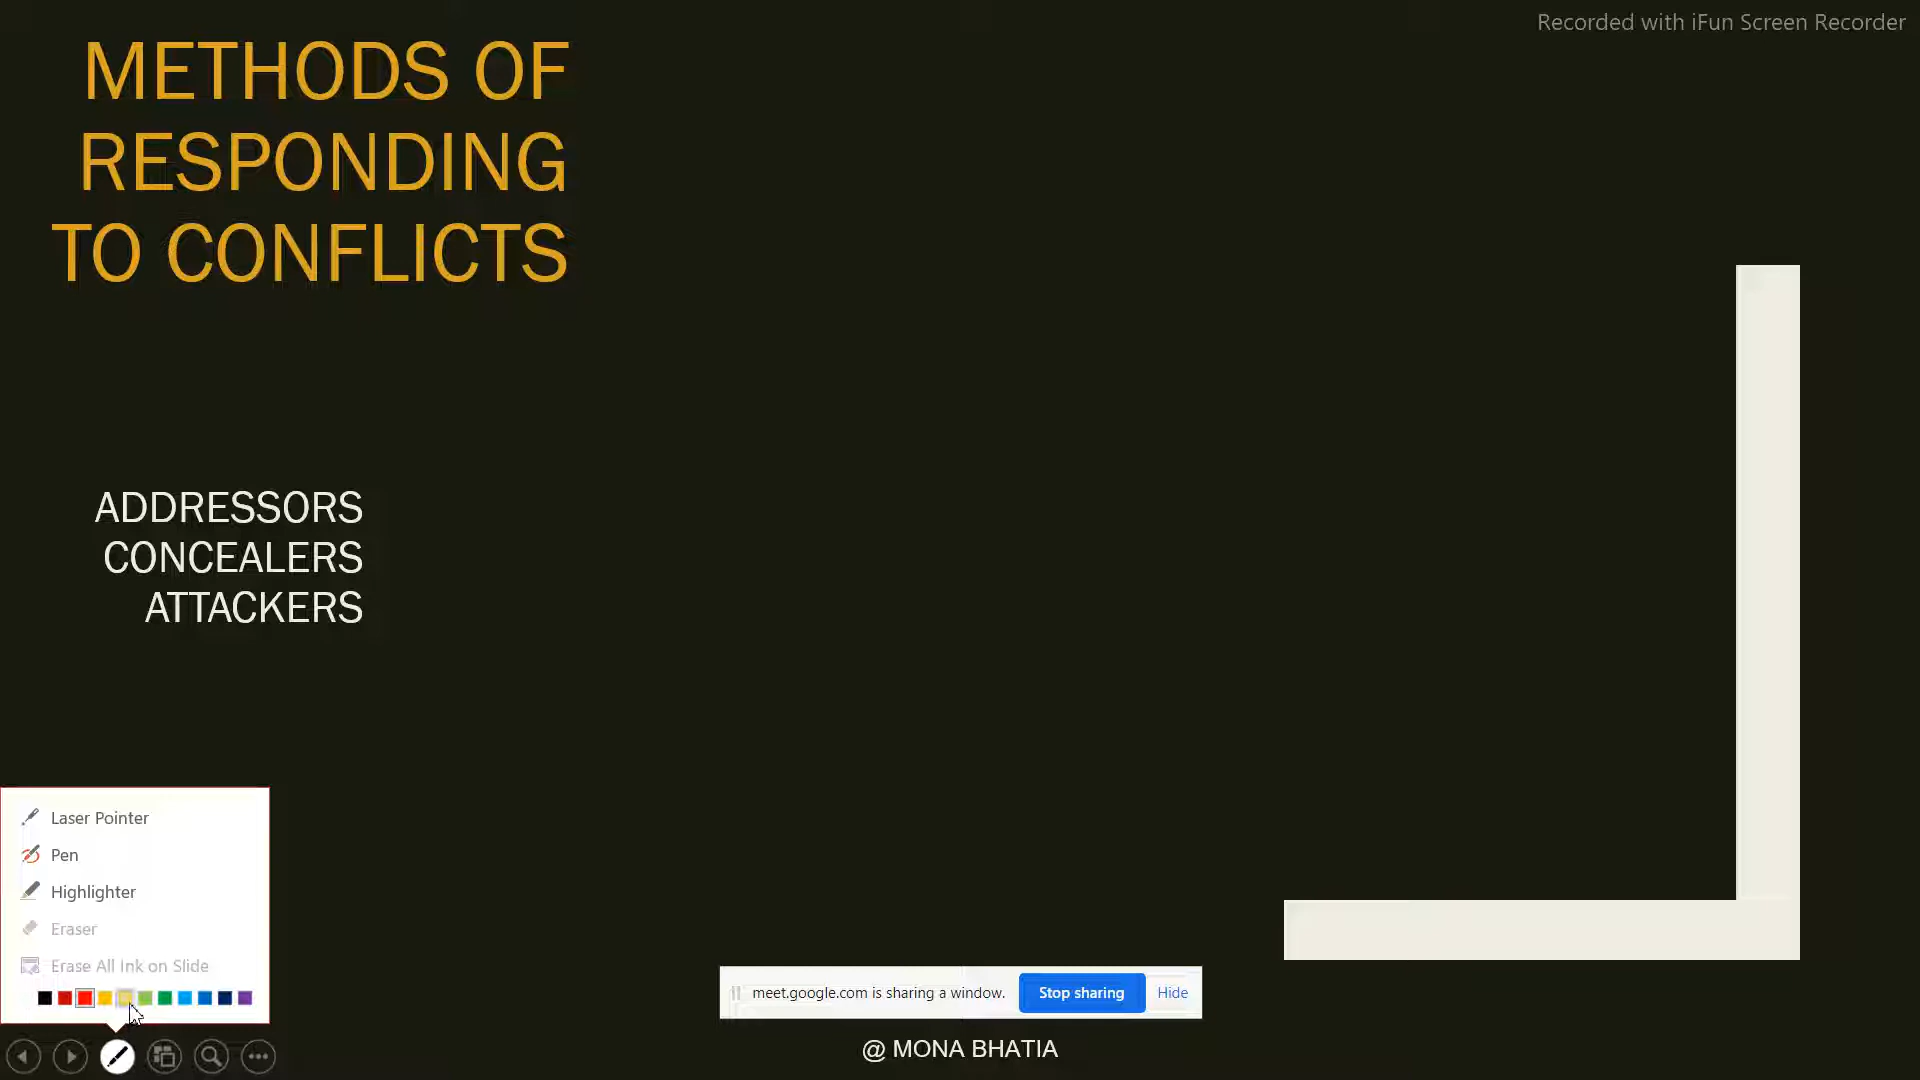 Recorded with iFun Screen Recorder
METHODS OF
RESPONDING
TO CONFLICTS
ADDRESSORS
CONCEALERS
ATTACKERS
Laser Pointer
Pen
Highlighter
Eraser
Erase All Ink on Slide
meet.google.com is sharing a window.
Stop sharing
Hide
@ MONA BHATIA